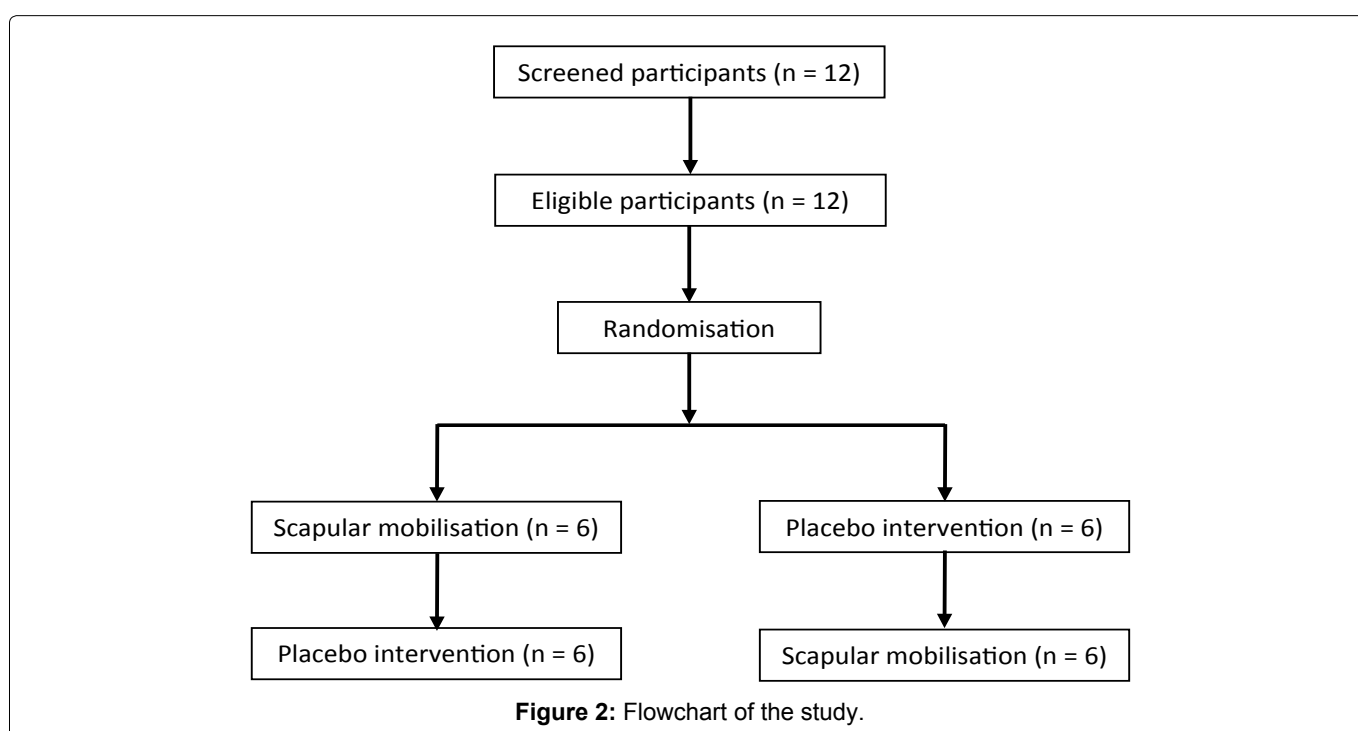 Screened participants (n = 12)
Eligible participants (n = 12)
Randomisation
Scapular mobilisation (n = 6)
Placebo intervention (n = 6)
Placebo intervention (n = 6)
Scapular mobilisation (n = 6)
Figure 2: Flowchart of the study.